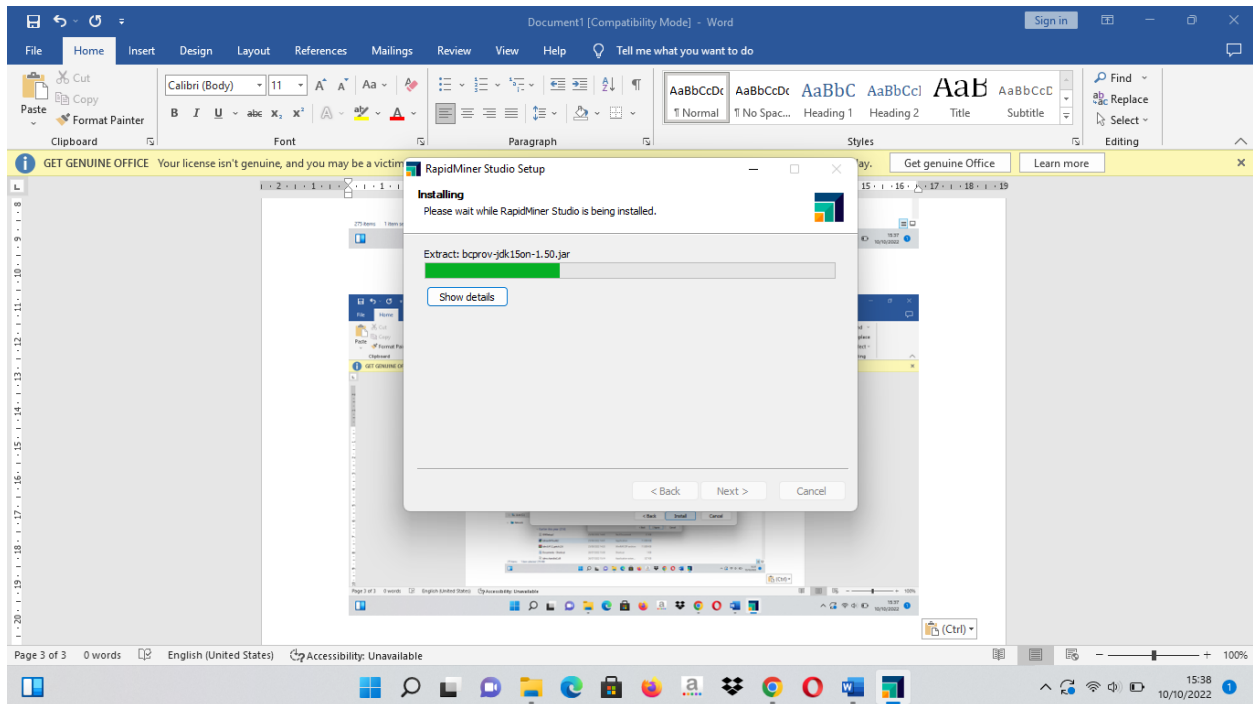 Document1 [Compatibility Mode] - Word
Sign in
File Home Insert Design Layout References Mailings Review View Help Tell me what you want to do
Paste
Cut
Copy
Format Painter
Clipboard
Calibri (Body) 11
Font
Paragraph
AaBbCcDc AaBbCcDc AaBbC AaBbCcI AaB AaBbCcD
¶ Normal ¶ No Spac... Heading 1 Heading 2 Title Subtitle
Styles
Find
Replace
Select
Editing
GET GENUINE OFFICE Your license isn't genuine, and you may be a victim
lay.
Get genuine Office
Learn more
RapidMiner Studio Setup
Installing
Please wait while RapidMiner Studio is being installed.
Extract: bcprov-jdk15on-1.50.jar
Show details
< Back Next > Cancel
(Ctrl)
Page 3 of 3 0 words English (United States) Accessibility: Unavailable
100%
15:38
10/10/2022
1